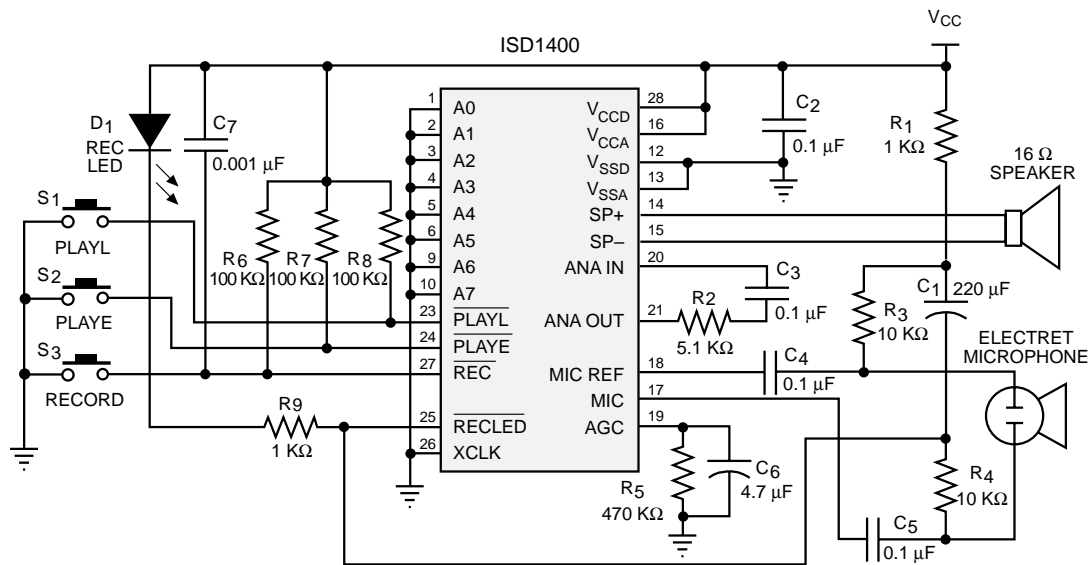 ISD1400
V_CC
D1
REC
LED
C7
0.001 µF
S1
PLAYL
S2
PLAYE
S3
RECORD
R6
100 KΩ
R7
100 KΩ
R8
100 KΩ
R9
1 KΩ
1 A0
2 A1
3 A2
4 A3
5 A4
6 A5
9 A6
10 A7
23 PLAYL
24 PLAYE
27 REC
25 RECLED
26 XCLK
V_CCD 28
V_CCA 16
V_SSD 12
V_SSA 13
SP+ 14
SP– 15
ANA IN 20
ANA OUT 21
MIC REF 18
MIC 17
AGC 19
C2
0.1 µF
R1
1 KΩ
16 Ω
SPEAKER
C3
0.1 µF
R2
5.1 KΩ
R3
10 KΩ
C1
220 µF
ELECTRET
MICROPHONE
C4
0.1 µF
R5
470 KΩ
C6
4.7 µF
R4
10 KΩ
C5
0.1 µF